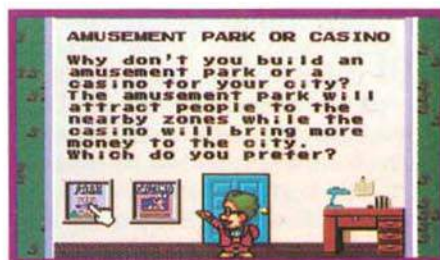 AMUSEMENT PARK OR CASINO
Why don't you build an
amusement park or a
casino for your city?
The amusement park will
attract people to the
nearby zones while the
casino will bring more
money to the city.
Which do you prefer?
PARK CASINO